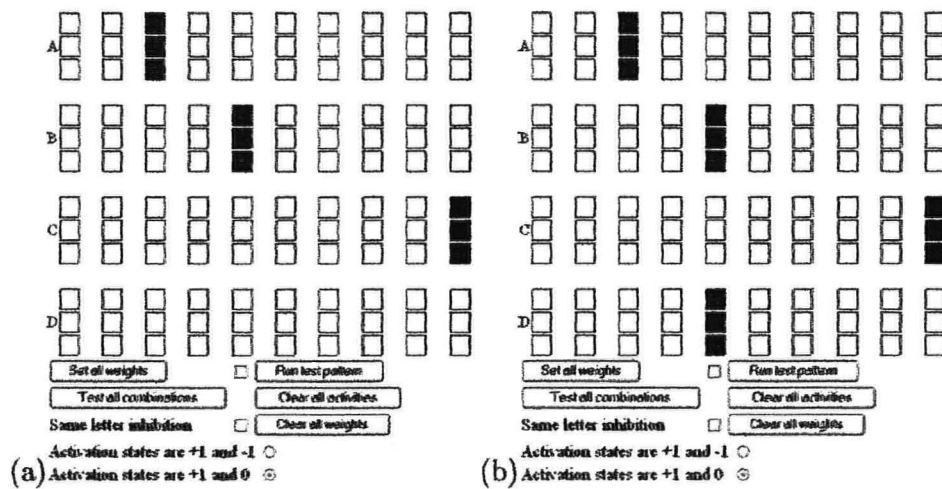 A
B
C
D
Set all weights
Run test pattern
Test all combinations
Clear all activities
Same letter inhibition
Clear all weights
Activation states are +1 and -1
(a) Activation states are +1 and 0
A
B
C
D
Set all weights
Run test pattern
Test all combinations
Clear all activities
Same letter inhibition
Clear all weights
Activation states are +1 and -1
(b) Activation states are +1 and 0